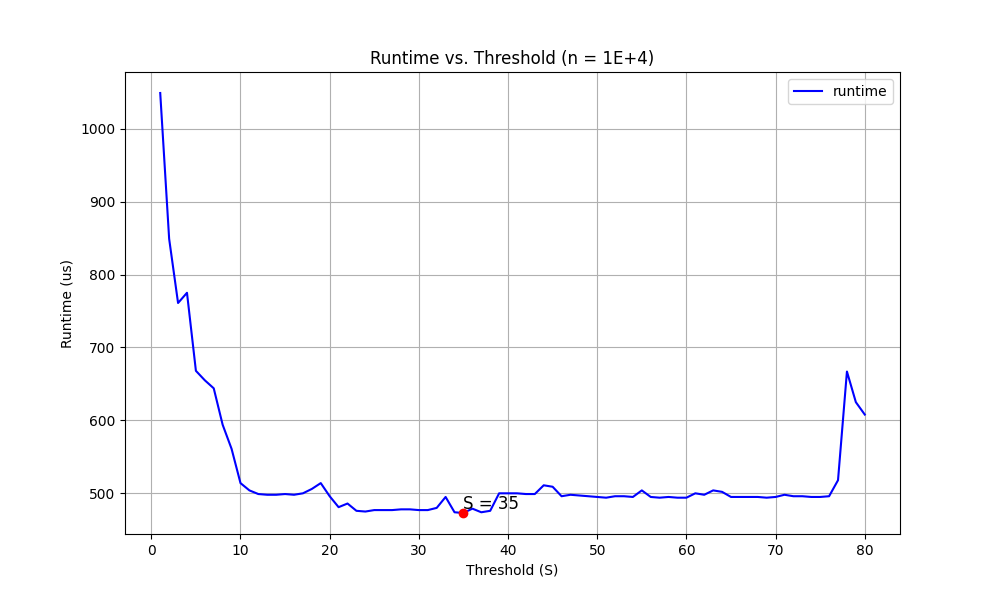 Runtime vs. Threshold (n = 1E+4)
runtime
Runtime (us)
1000
900
800
700
600
500
S = 35
0 10 20 30 40 50 60 70 80
Threshold (S)